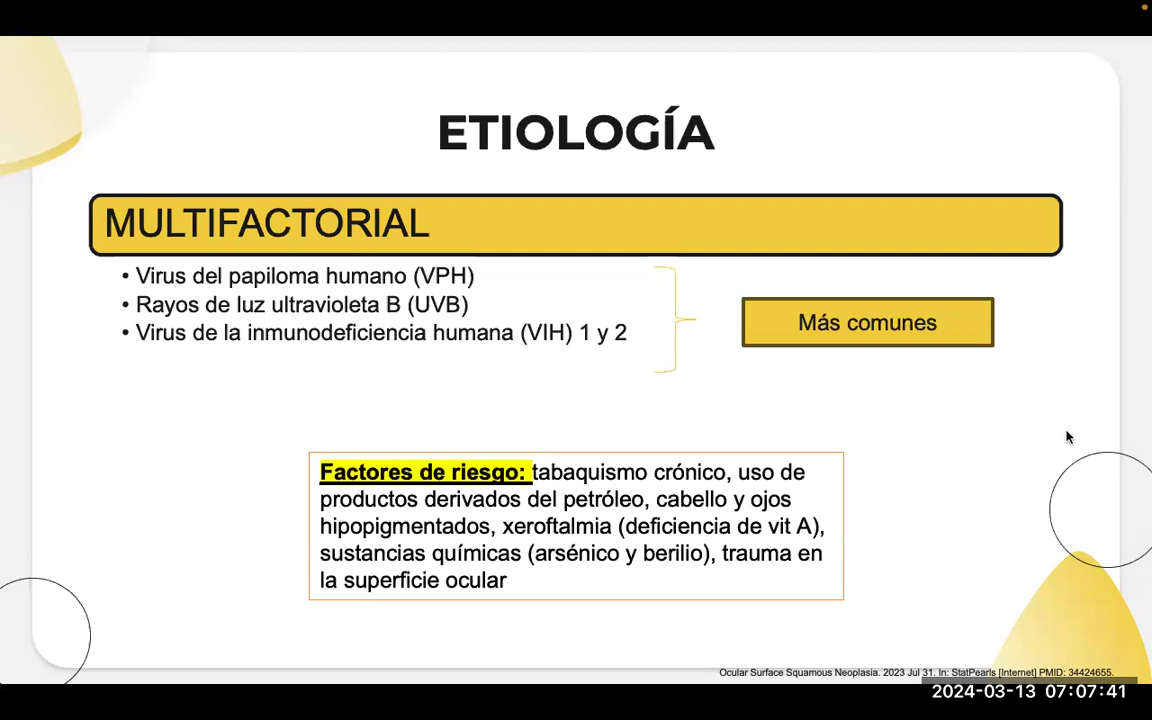 ETIOLOGÍA
MULTIFACTORIAL
• Virus del papiloma humano (VPH)
• Rayos de luz ultravioleta B (UVB)
• Virus de la inmunodeficiencia humana (VIH) 1 y 2
Más comunes
Factores de riesgo: tabaquismo crónico, uso de
productos derivados del petróleo, cabello y ojos
hipopigmentados, xeroftalmia (deficiencia de vit A),
sustancias químicas (arsénico y berilio), trauma en
la superficie ocular
Ocular Surface Squamous Neoplasia. 2023 Jul 31. In: StatPearls [Internet] PMID: 34424655.
2024-03-13 07:07:41